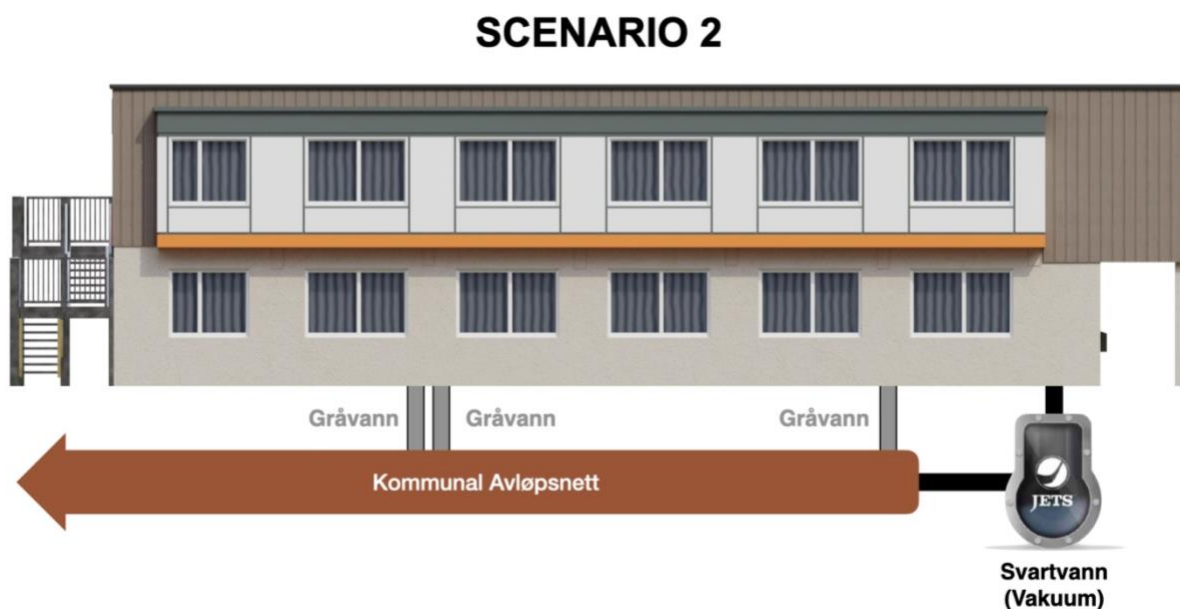 SCENARIO 2
Gråvann
Gråvann
Gråvann
Kommunal Avløpsnett
JETS
Svartvann
(Vakuum)